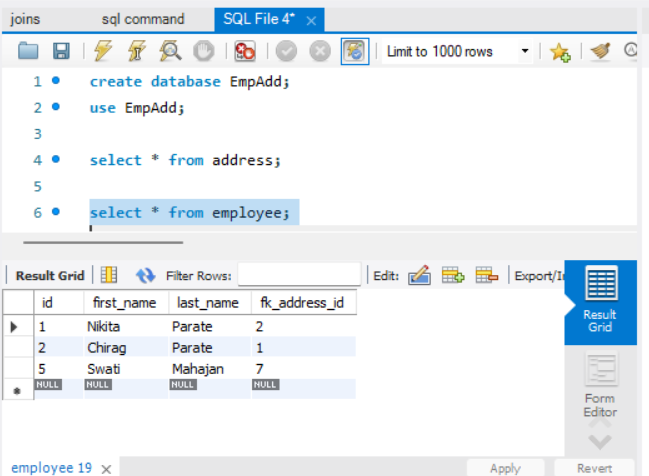 joins sql command SQL File 4* ×
Limit to 1000 rows
1 create database EmpAdd;
2 use EmpAdd;
3
4 select * from address;
5
6 select * from employee;
Result Grid Filter Rows: Edit: Export/I
id first_name last_name fk_address_id
1 Nikita Parate 2
2 Chirag Parate 1
5 Swati Mahajan 7
NULL NULL NULL NULL
Result
Grid
Form
Editor
employee 19 × Apply Revert